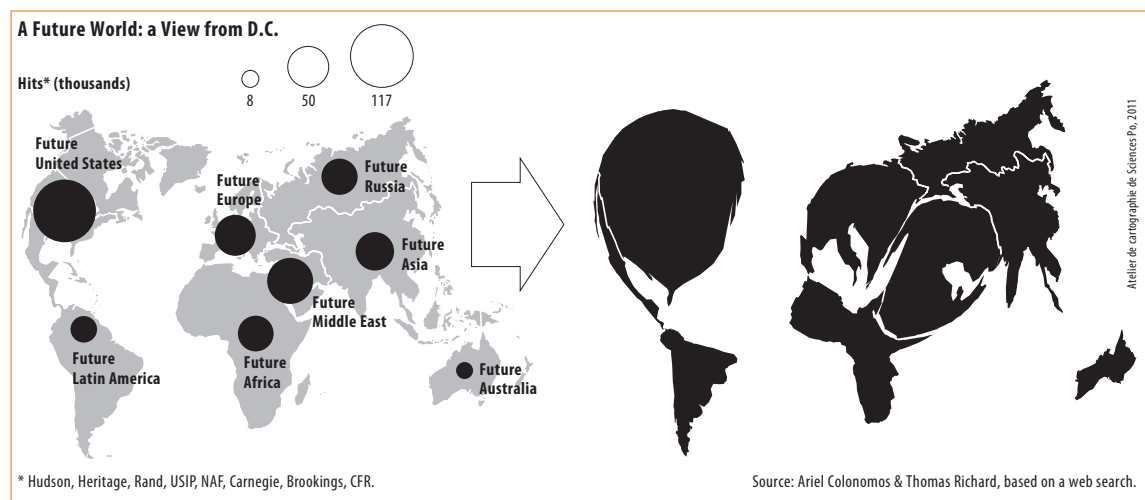 A Future World: a View from D.C.
Hits* (thousands)
8
50
117
Future
United States
Future
Europe
Future
Russia
Future
Asia
Future
Middle East
Future
Latin America
Future
Africa
Future
Australia
Atelier de cartographie de Sciences Po, 2011
* Hudson, Heritage, Rand, USIP, NAF, Carnegie, Brookings, CFR.
Source: Ariel Colonomos & Thomas Richard, based on a web search.